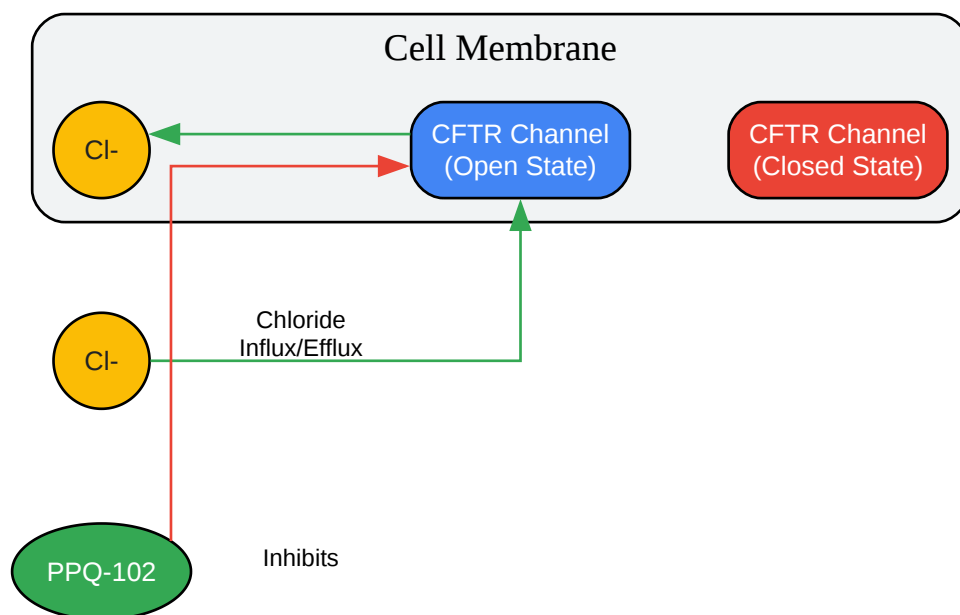 Cell Membrane
Cl-
CFTR Channel
(Open State)
CFTR Channel
(Closed State)
Cl-
Chloride
Influx/Efflux
PPQ-102
Inhibits